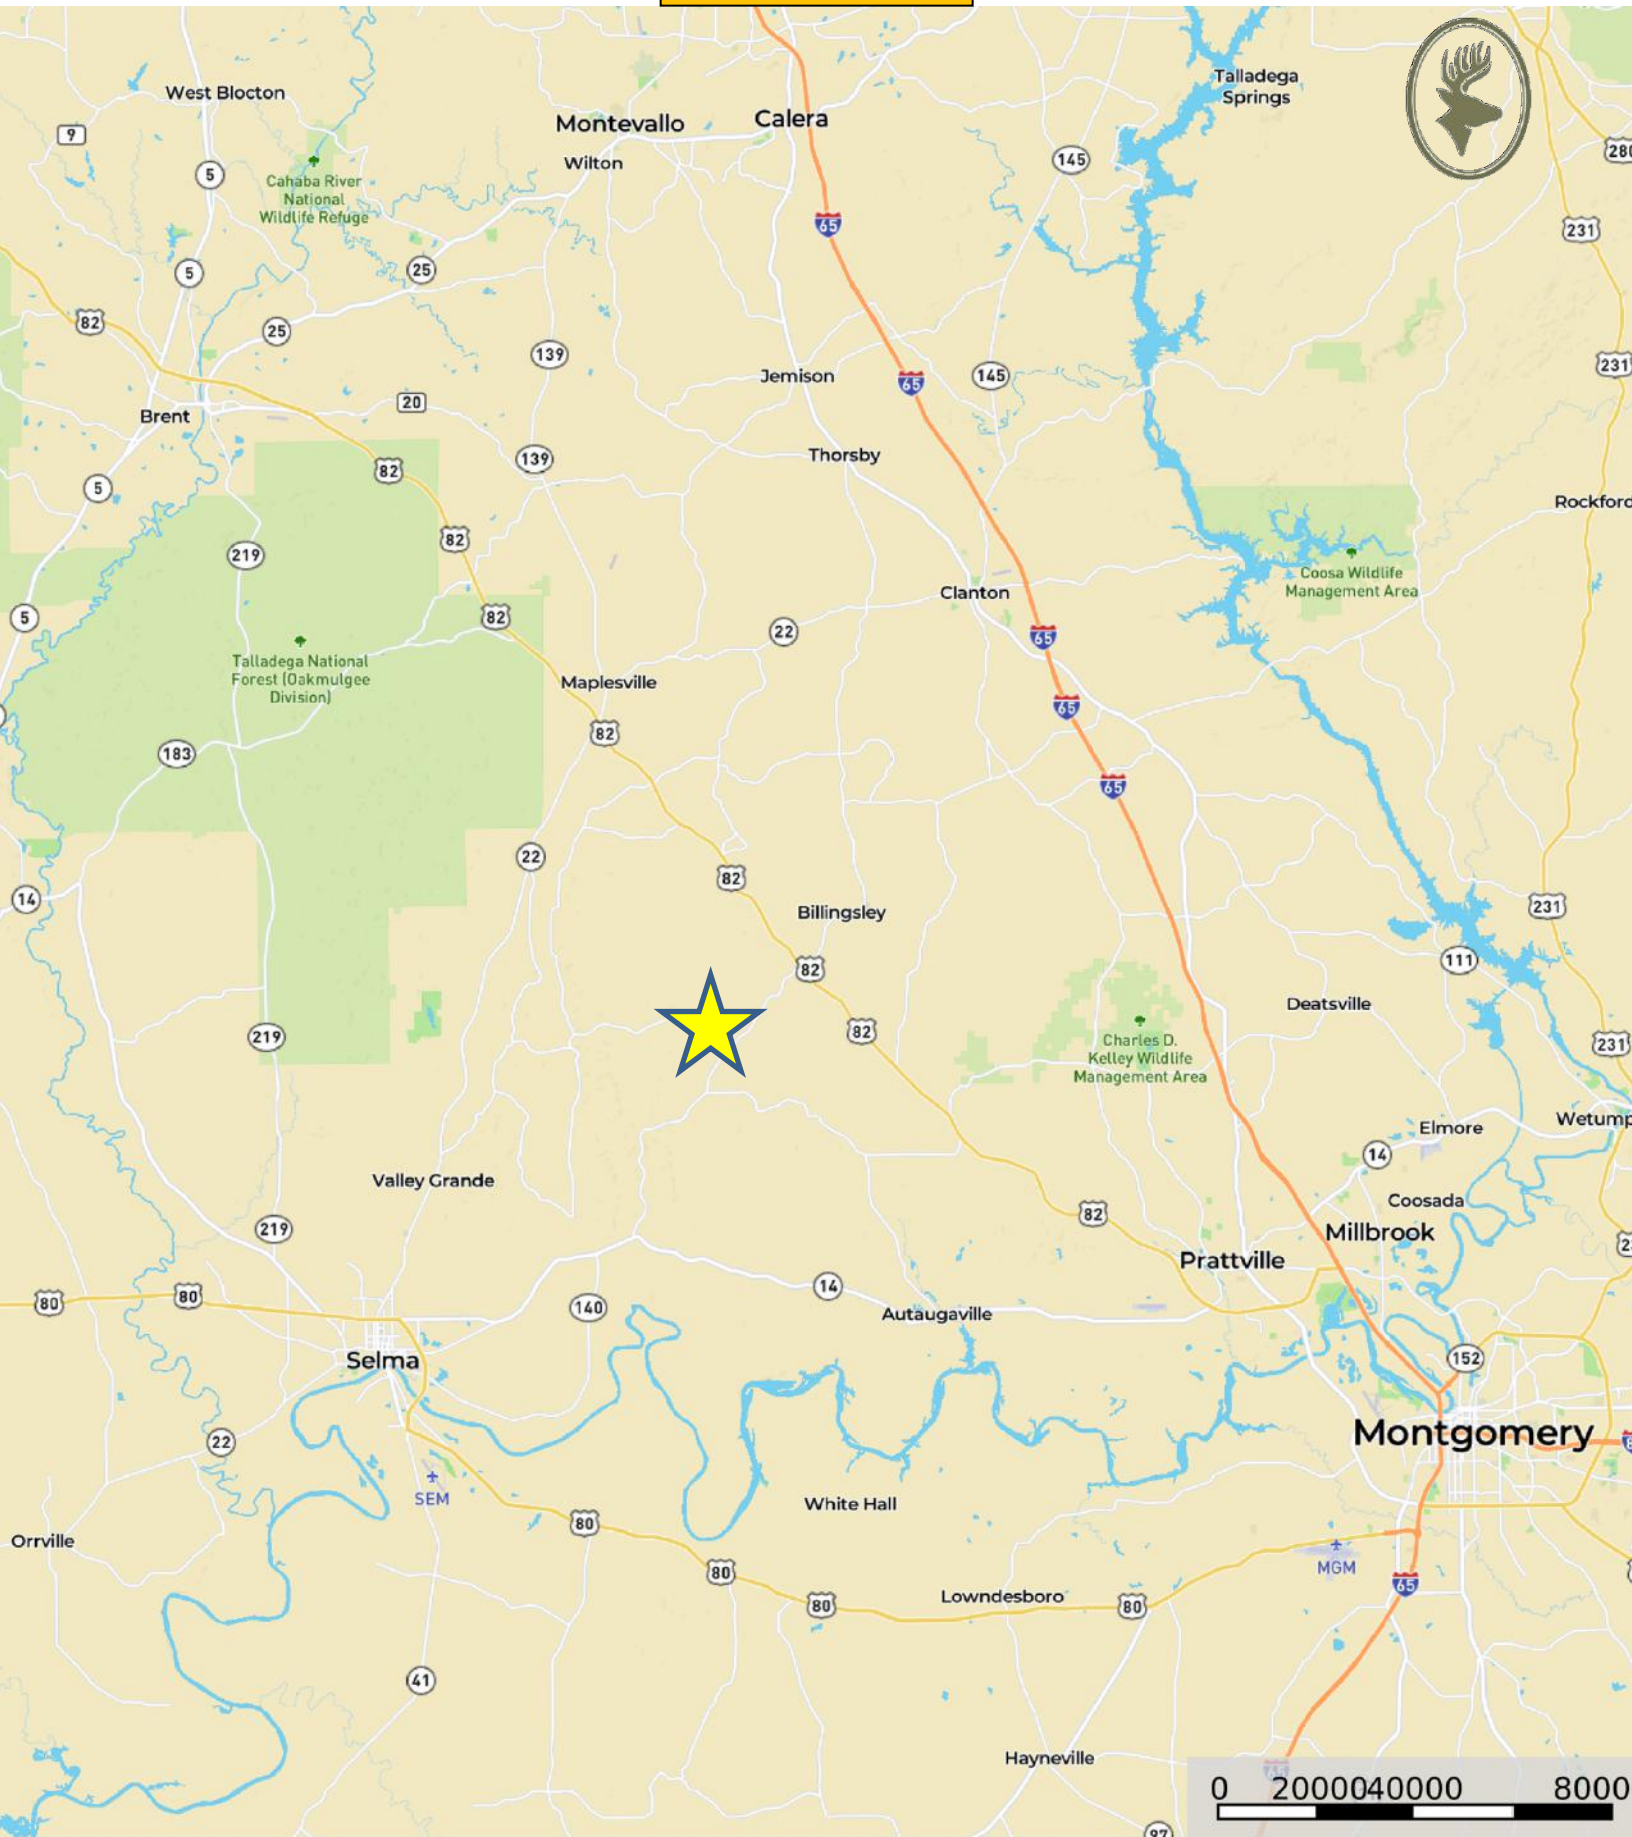 Talladega
Springs
West Blocton
Montevallo
Calera
9
145
280
Wilton
5
Cahaba River
National
Wildlife Refuge
65
231
25
5
82
25
139
231
Jemison
65
145
20
Brent
Thorsby
139
82
5
Rockford
82
219
Coosa Wildlife
Management Area
Clanton
5
82
22
65
Talladega National
Forest (Oakmulgee
Division)
Maplesville
65
82
183
65
22
82
14
231
Billingsley
111
82
Deatsville
82
219
Charles D.
Kelley Wildlife
Management Area
231
Wetump
Elmore
14
Valley Grande
Coosada
82
219
Millbrook
Prattville
14
80
80
140
Autaugaville
Selma
152
Montgomery
22
SEM
White Hall
80
Orrville
MGM
80
65
Lowndesboro
80
80
41
Hayneville
65
0 20000 40000 8000
97